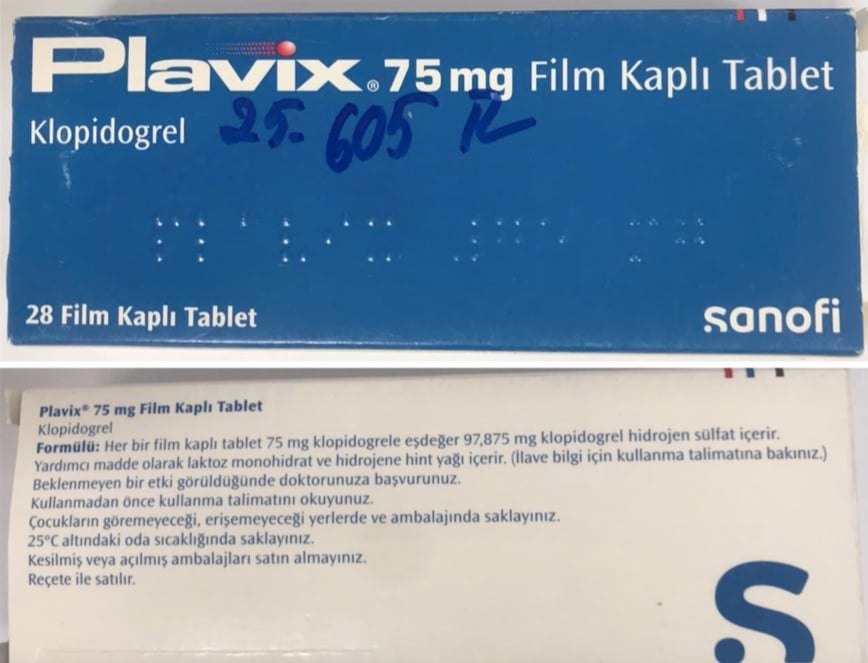 Plavix® 75 mg Film Kaplı Tablet
Klopidogrel
25. 605 TL
28 Film Kaplı Tablet
sanofi
Plavix® 75 mg Film Kaplı Tablet
Klopidogrel
Formülü: Her bir film kaplı tablet 75 mg klopidogrele eşdeğer 97,875 mg klopidogrel hidrojen sülfat içerir.
Yardımcı madde olarak laktoz monohidrat ve hidrojene hint yağı içerir. (İlave bilgi için kullanma talimatına bakınız.)
Beklenmeyen bir etki görüldüğünde doktorunuza başvurunuz.
Kullanmadan önce kullanma talimatını okuyunuz.
Çocukların göremeyeceği, erişemeyeceği yerlerde ve ambalajında saklayınız.
25°C altındaki oda sıcaklığında saklayınız.
Kesilmiş veya açılmış ambalajları satın almayınız.
Reçete ile satılır.